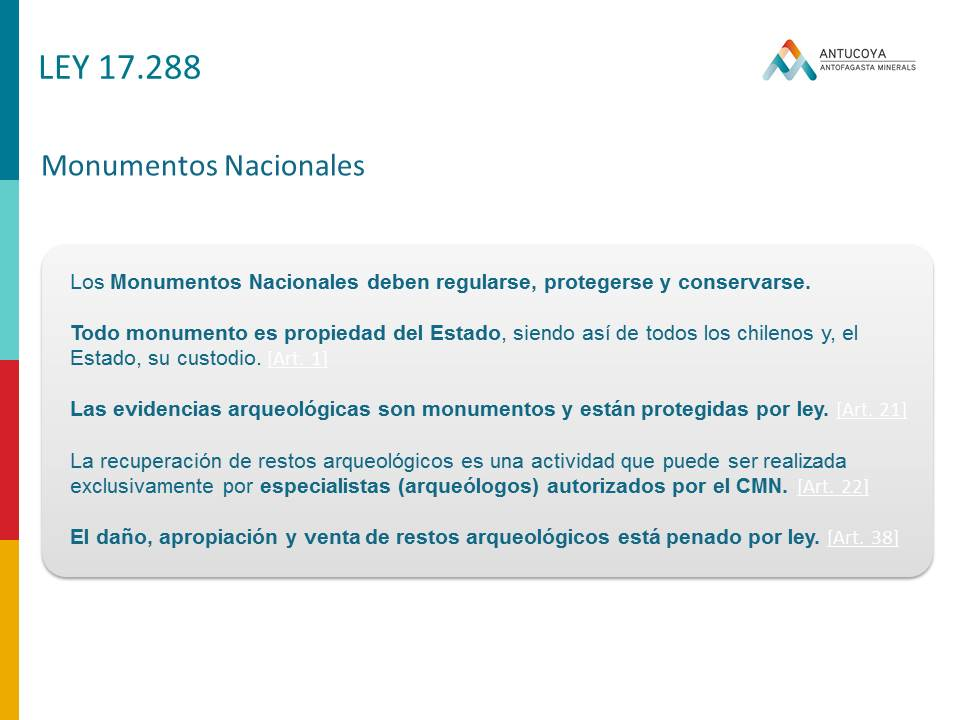 LEY 17.288
ANTUCOYA
ANTOFAGASTA MINERALS
Monumentos Nacionales
Los Monumentos Nacionales deben regularse, protegerse y conservarse.
Todo monumento es propiedad del Estado, siendo así de todos los chilenos y, el
Estado, su custodio. [Art. 1]
Las evidencias arqueológicas son monumentos y están protegidas por ley. [Art. 21]
La recuperación de restos arqueológicos es una actividad que puede ser realizada
exclusivamente por especialistas (arqueólogos) autorizados por el CMN. [Art. 22]
El daño, apropiación y venta de restos arqueológicos está penado por ley. [Art. 38]